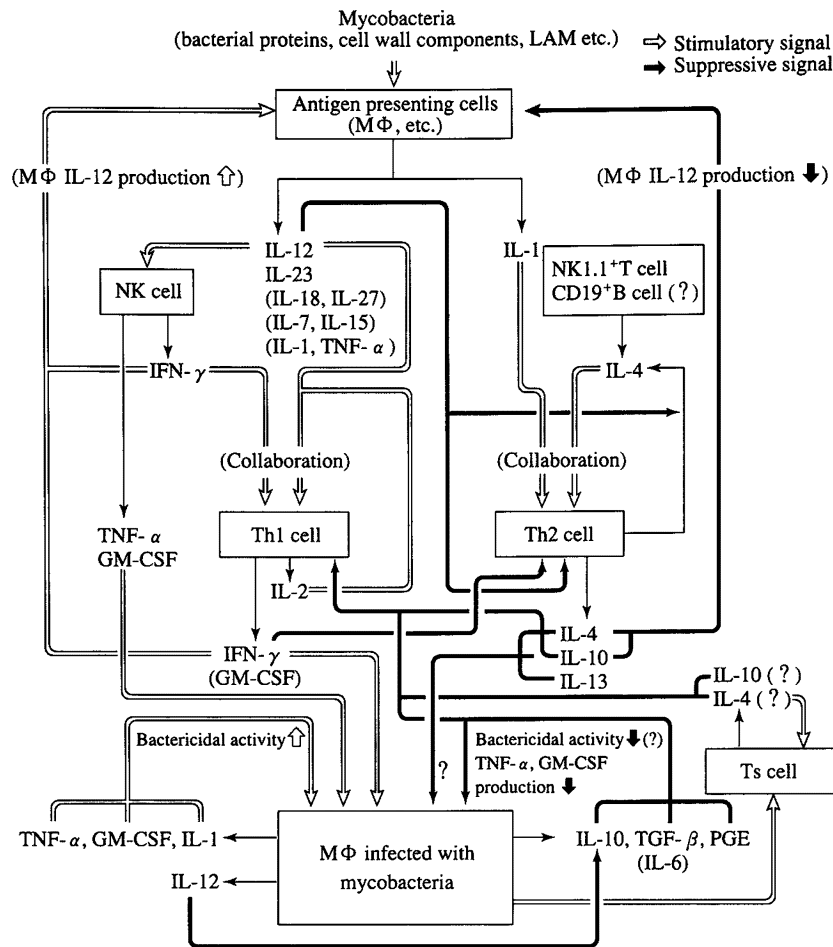 Mycobacteria
(bacterial proteins, cell wall components, LAM etc.)
Stimulatory signal
Suppressive signal
Antigen presenting cells
(MΦ, etc.)
(MΦ IL-12 production ⇧)
(MΦ IL-12 production ⬇)
IL-12
IL-23
(IL-18, IL-27)
(IL-7, IL-15)
(IL-1, TNF-α)
IL-1
NK1.1⁺T cell
CD19⁺B cell (?)
NK cell
IFN-γ
IL-4
(Collaboration)
(Collaboration)
TNF-α
GM-CSF
Th1 cell
Th2 cell
IL-2
IFN-γ
(GM-CSF)
IL-4
IL-10
IL-13
IL-10 (?)
IL-4 (?)
Ts cell
Bactericidal activity ⇧
?
Bactericidal activity ⬇ (?)
TNF-α, GM-CSF
production ⬇
TNF-α, GM-CSF, IL-1
IL-12
MΦ infected with
mycobacteria
IL-10, TGF-β, PGE
(IL-6)